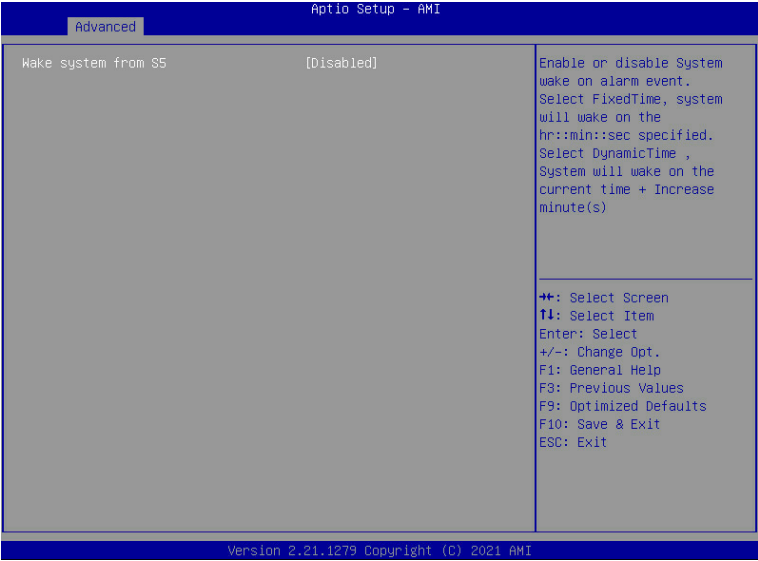 Aptio Setup – AMI
Advanced
Wake system from S5 [Disabled]
Enable or disable System
wake on alarm event.
Select FixedTime, system
will wake on the
hr::min::sec specified.
Select DynamicTime ,
System will wake on the
current time + Increase
minute(s)
→←: Select Screen
↑↓: Select Item
Enter: Select
+/-: Change Opt.
F1: General Help
F3: Previous Values
F9: Optimized Defaults
F10: Save & Exit
ESC: Exit
Version 2.21.1279 Copyright (C) 2021 AMI